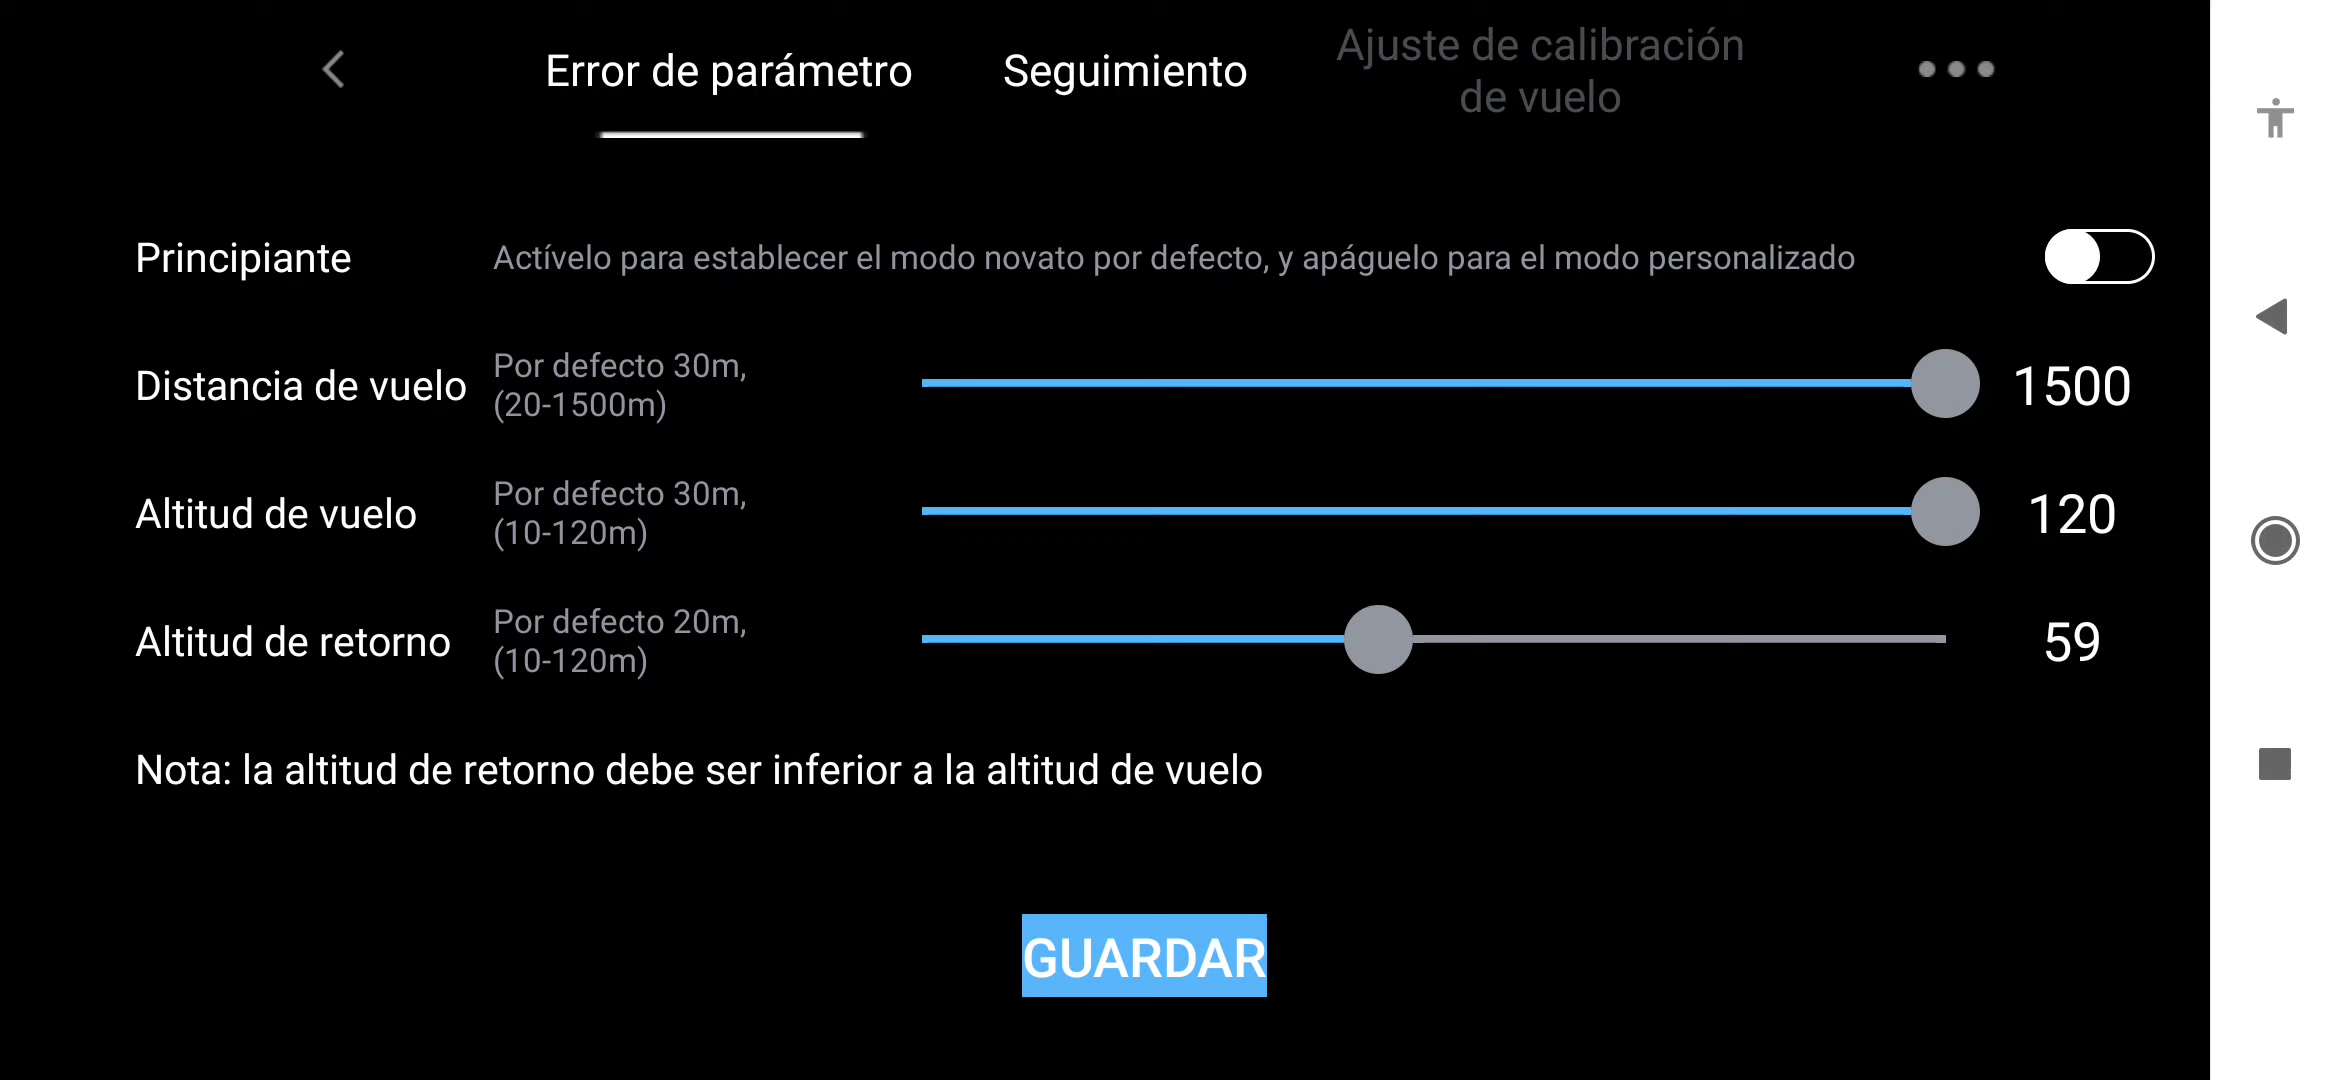 Error de parámetro
Seguimiento
Ajuste de calibración
de vuelo
Principiante
Actívelo para establecer el modo novato por defecto, y apáguelo para el modo personalizado
Distancia de vuelo
Por defecto 30m,
(20-1500m)
1500
Altitud de vuelo
Por defecto 30m,
(10-120m)
120
Altitud de retorno
Por defecto 20m,
(10-120m)
59
Nota: la altitud de retorno debe ser inferior a la altitud de vuelo
GUARDAR